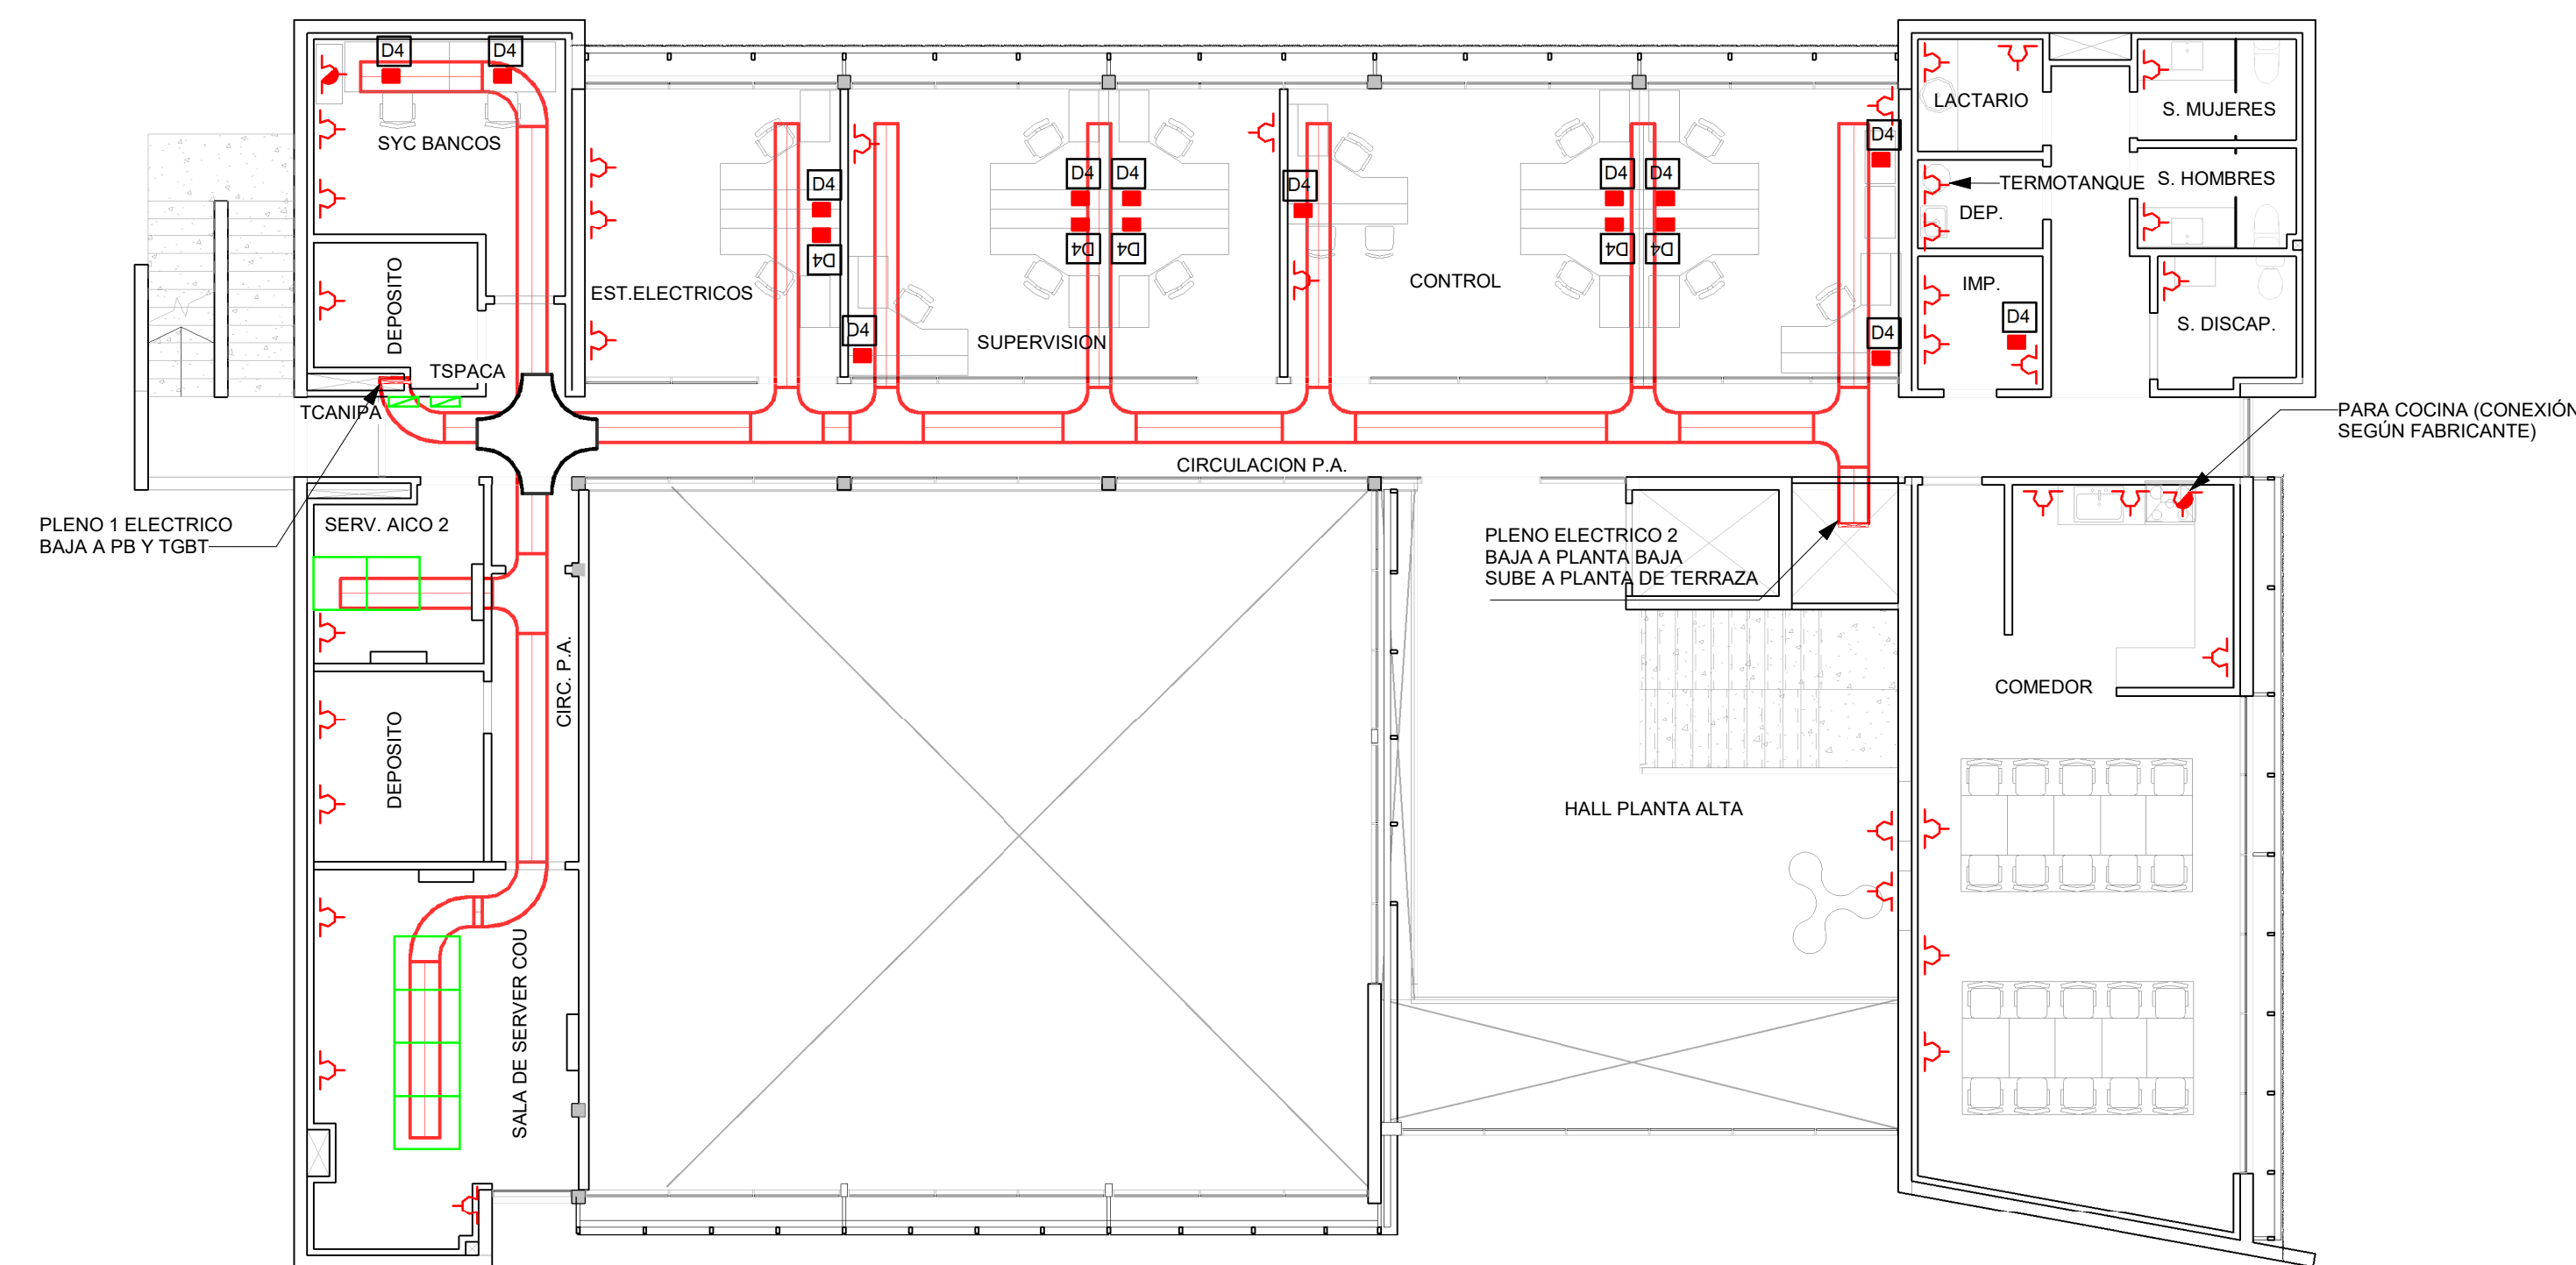 D4
D4
SYC BANCOS
LACTARIO
S. MUJERES
D4
D4
D4
D4
D4
D4
D4
D4
D4
D4
D4
D4
D4
D4
TERMOTANQUE
S. HOMBRES
DEP.
DEPOSITO
EST.ELECTRICOS
CONTROL
IMP.
D4
D4
D4
SUPERVISION
S. DISCAP.
TSPACA
TCANIPA
PARA COCINA (CONEXIÓN
SEGÚN FABRICANTE)
CIRCULACION P.A.
PLENO 1 ELECTRICO
BAJA A PB Y TGBT
SERV. AICO 2
PLENO ELECTRICO 2
BAJA A PLANTA BAJA
SUBE A PLANTA DE TERRAZA
CIRC. P.A.
COMEDOR
DEPOSITO
HALL PLANTA ALTA
SALA DE SERVER COU